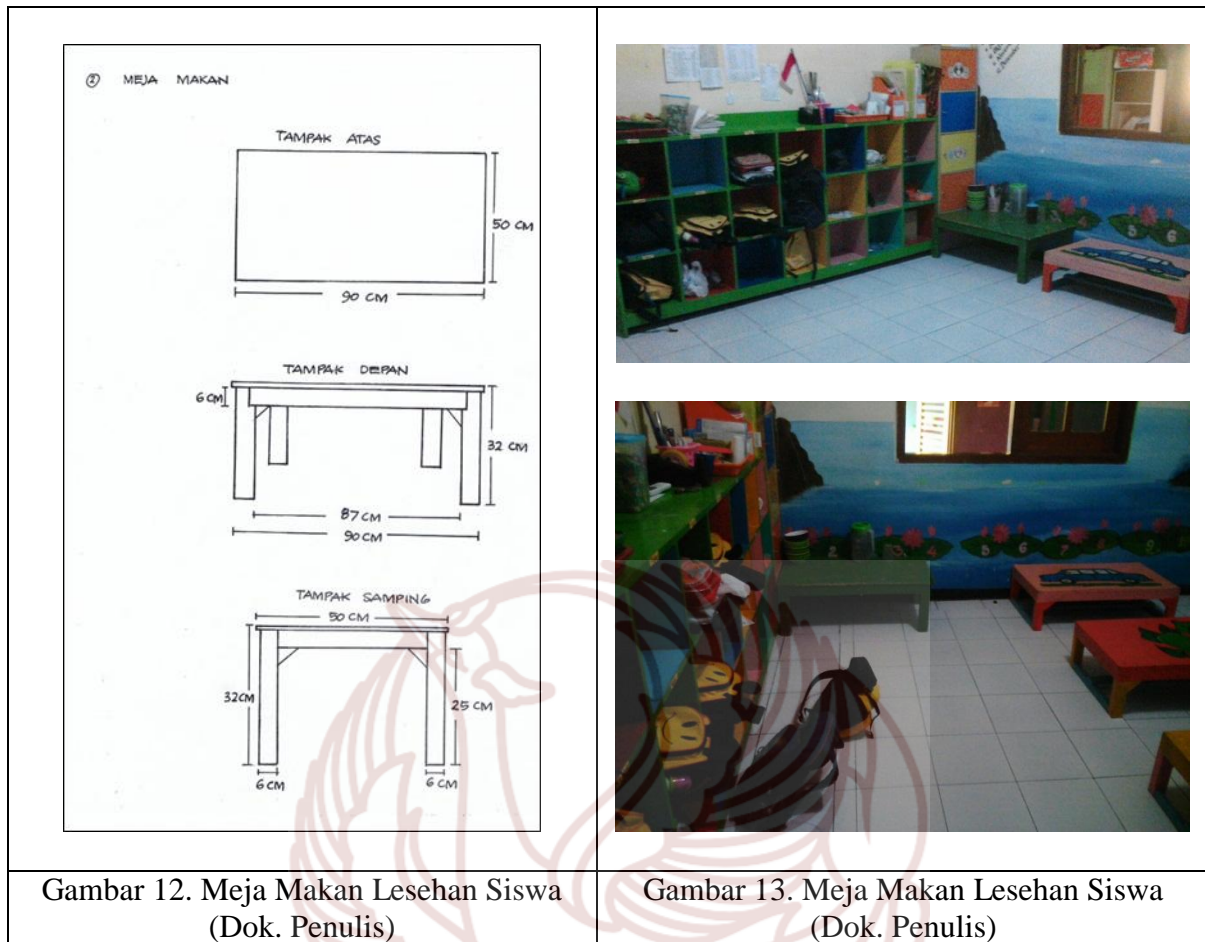 ② MEJA MAKAN
TAMPAK ATAS
50 CM
90 CM
TAMPAK DEPAN
6 CM
32 CM
87 CM
90 CM
TAMPAK SAMPING
50 CM
32CM
25 CM
6 CM
6 CM
Gambar 12. Meja Makan Lesehan Siswa
(Dok. Penulis)
Gambar 13. Meja Makan Lesehan Siswa
(Dok. Penulis)